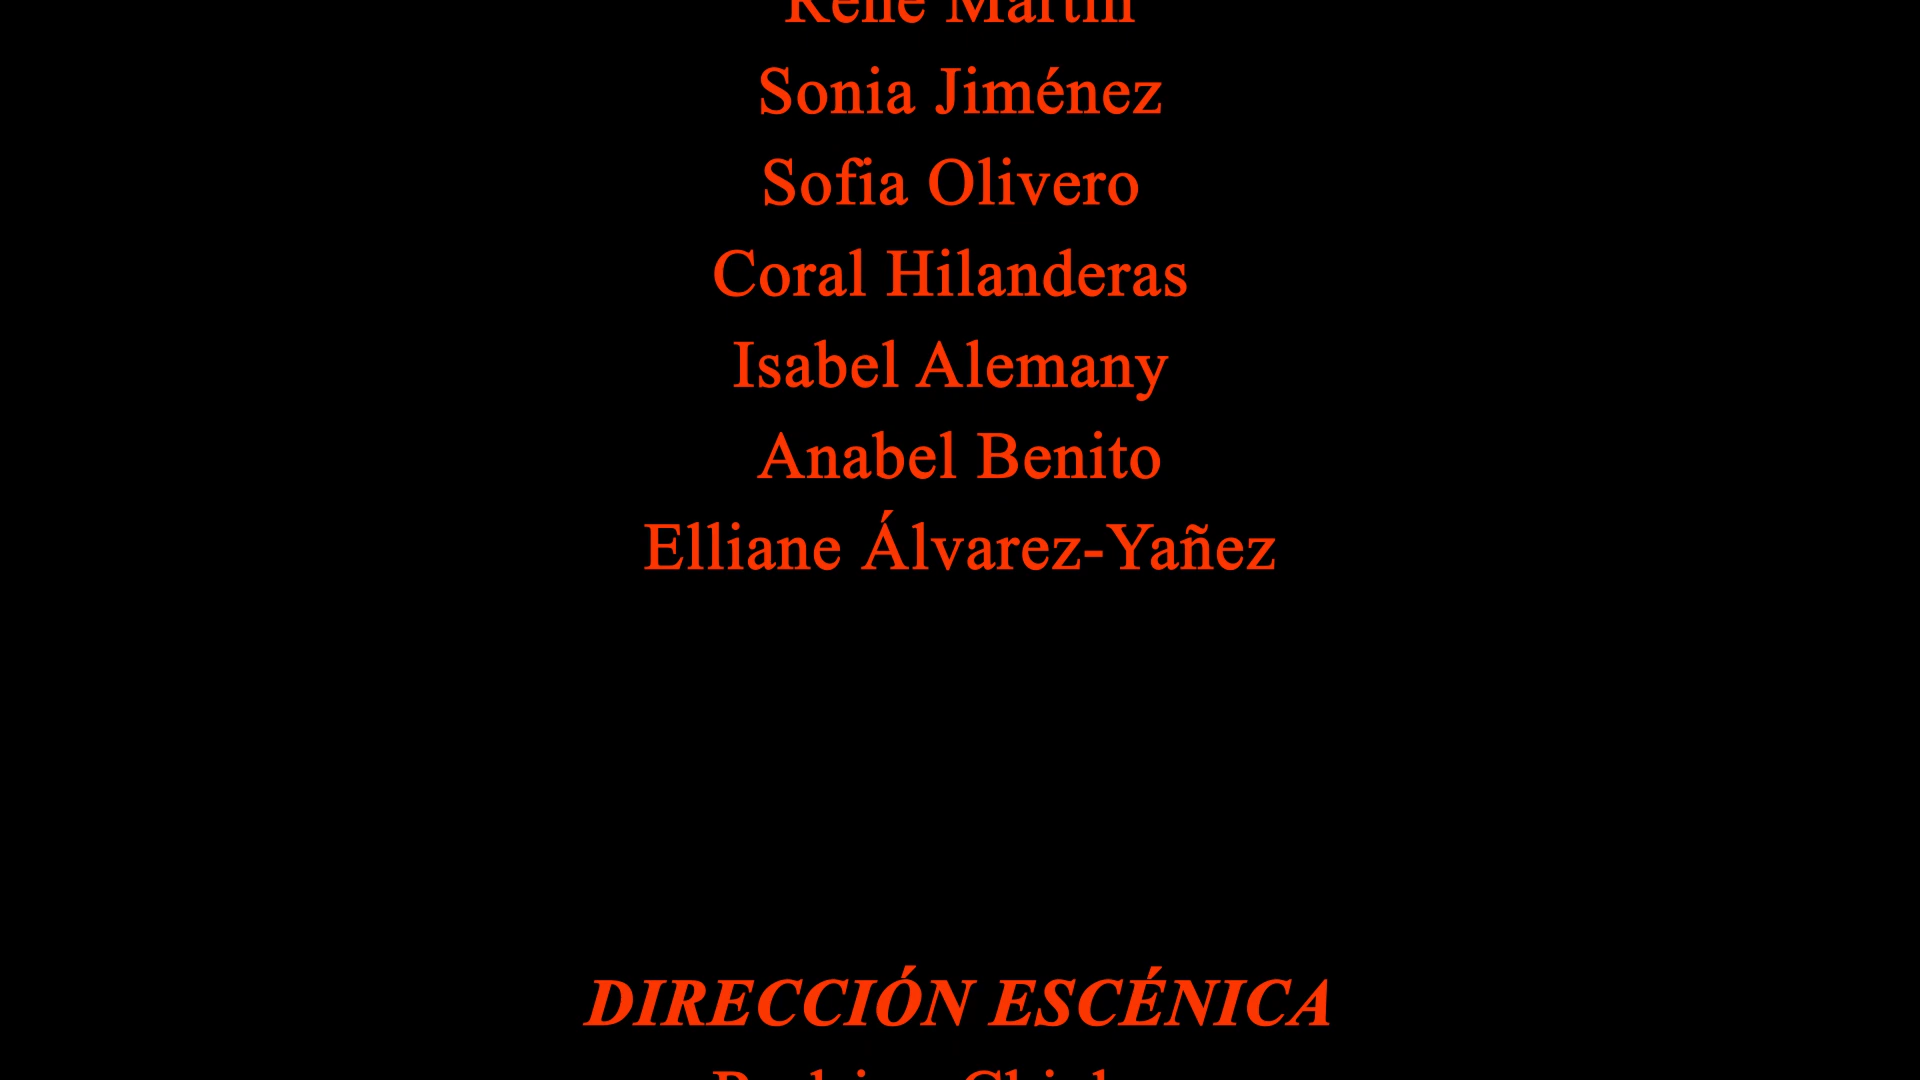 Sonia Jiménez
Sofia Olivero
Coral Hilanderas
Isabel Alemany
Anabel Benito
Elliane Álvarez-Yañez
DIRECCIÓN ESCÉNICA